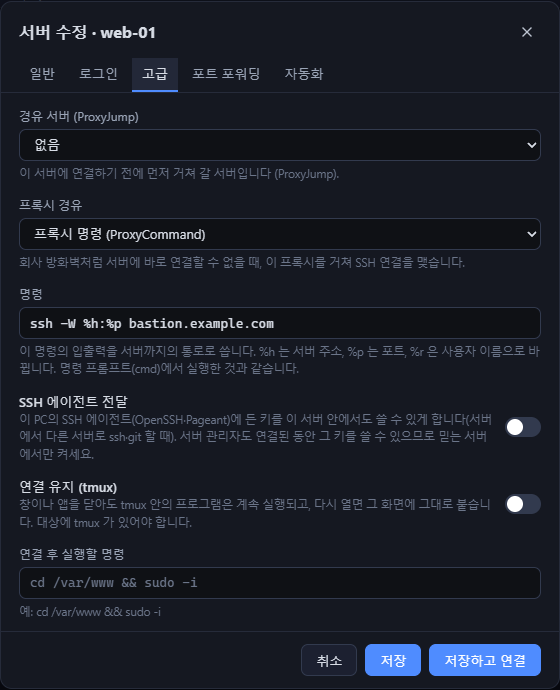 서버 수정 · web-01
일반 로그인 고급 포트 포워딩 자동화
경유 서버 (ProxyJump)
없음
이 서버에 연결하기 전에 먼저 거쳐 갈 서버입니다 (ProxyJump).
프록시 경유
프록시 명령 (ProxyCommand)
회사 방화벽처럼 서버에 바로 연결할 수 없을 때, 이 프록시를 거쳐 SSH 연결을 맺습니다.
명령
ssh -W %h:%p bastion.example.com
이 명령의 입출력을 서버까지의 통로로 씁니다. %h 는 서버 주소, %p 는 포트, %r 은 사용자 이름으로 바
뀝니다. 명령 프롬프트(cmd)에서 실행한 것과 같습니다.
SSH 에이전트 전달
이 PC의 SSH 에이전트(OpenSSH·Pageant)에 든 키를 이 서버 안에서도 쓸 수 있게 합니다(서버
에서 다른 서버로 ssh·git 할 때). 서버 관리자도 연결된 동안 그 키를 쓸 수 있으므로 믿는 서버
에서만 켜세요.
연결 유지 (tmux)
창이나 앱을 닫아도 tmux 안의 프로그램은 계속 실행되고, 다시 열면 그 화면에 그대로 붙습니
다. 대상에 tmux 가 있어야 합니다.
연결 후 실행할 명령
cd /var/www && sudo -i
예: cd /var/www && sudo -i
취소 저장 저장하고 연결